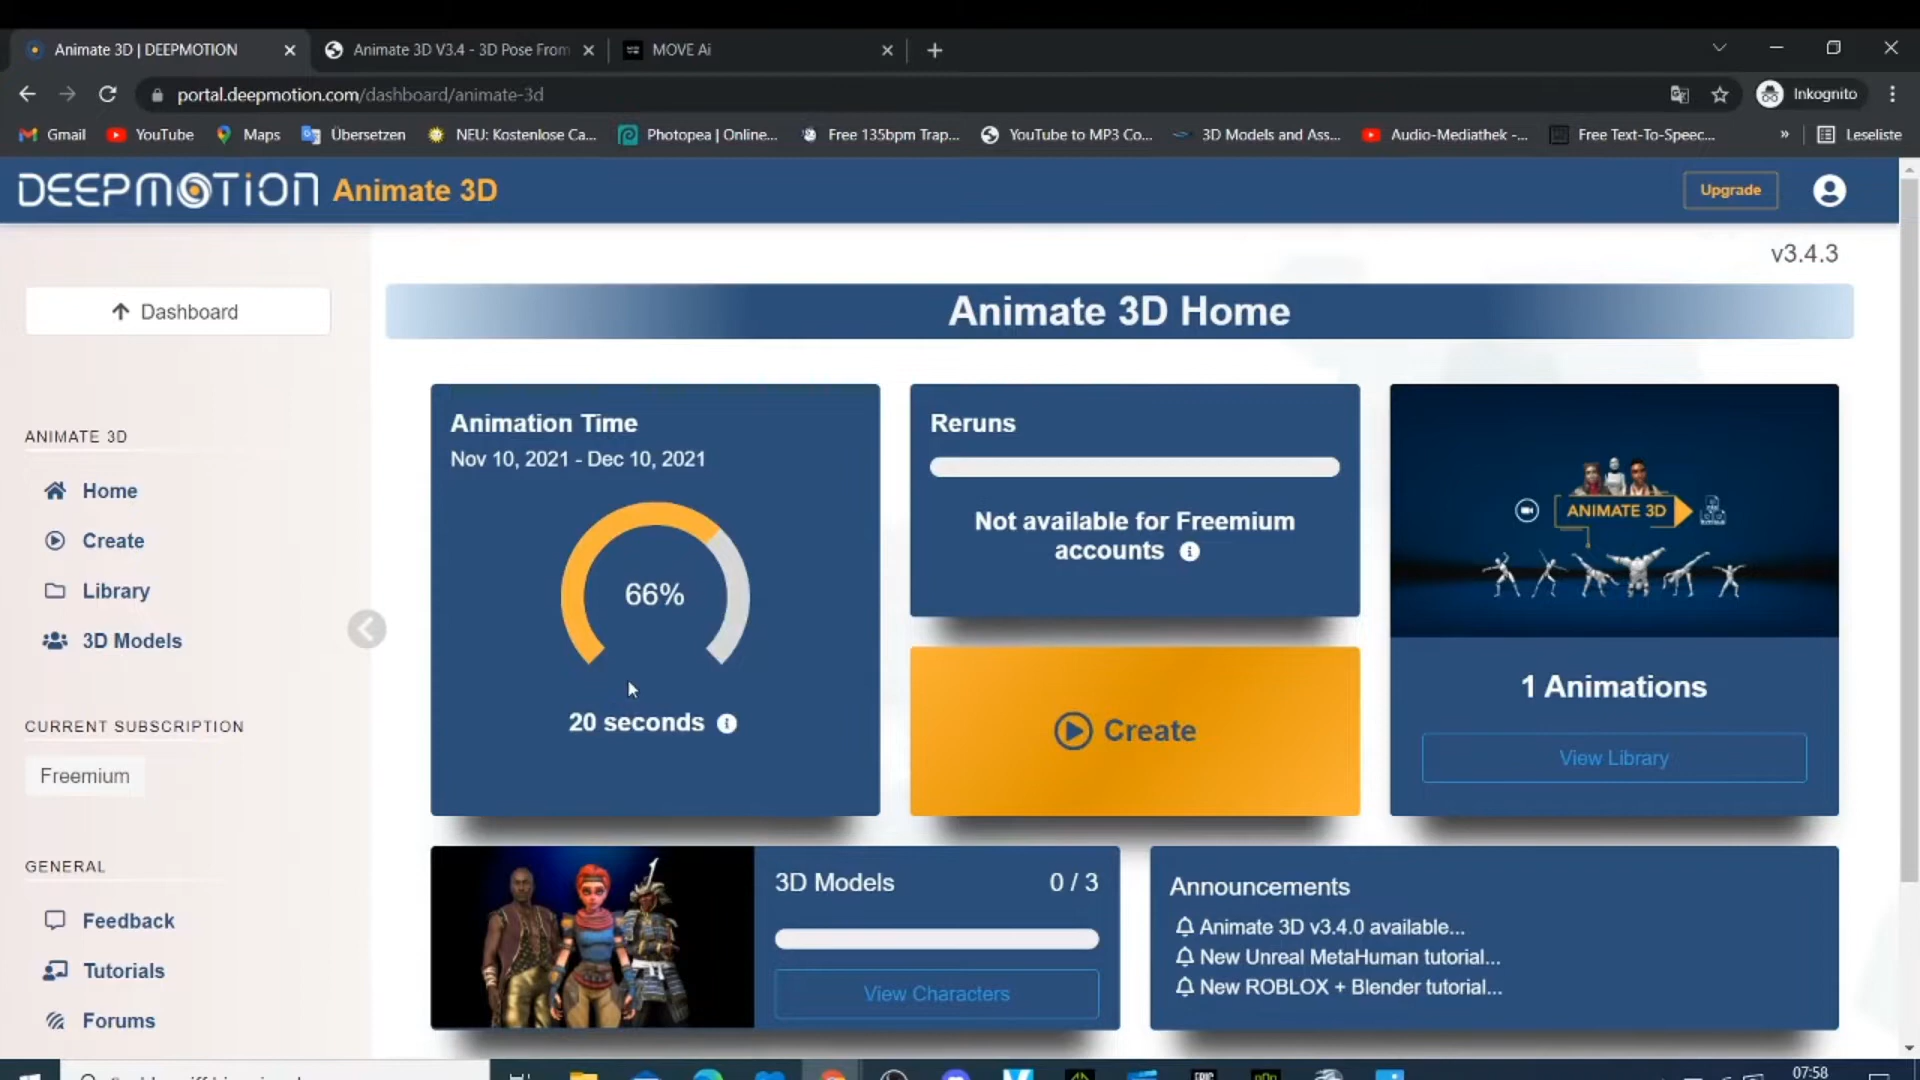 Animate 3D | DEEPMOTION
Animate 3D V3.4 - 3D Pose From
MOVE Ai
portal.deepmotion.com/dashboard/animate-3d
Inkognito
Gmail
YouTube
Maps
Übersetzen
NEU: Kostenlose Ca...
Photopea | Online...
Free 135bpm Trap...
YouTube to MP3 Co...
3D Models and Ass...
Audio-Mediathek -...
Free Text-To-Speec...
»
Leseliste
DEEPMOTION Animate 3D
Upgrade
v3.4.3
Dashboard
Animate 3D Home
ANIMATE 3D
Home
Create
Library
3D Models
CURRENT SUBSCRIPTION
Freemium
GENERAL
Feedback
Tutorials
Forums
Animation Time
Nov 10, 2021 - Dec 10, 2021
66%
20 seconds
Reruns
Not available for Freemium
accounts
Create
ANIMATE 3D
1 Animations
View Library
3D Models
0 / 3
View Characters
Announcements
Animate 3D v3.4.0 available...
New Unreal MetaHuman tutorial...
New ROBLOX + Blender tutorial...
07:58